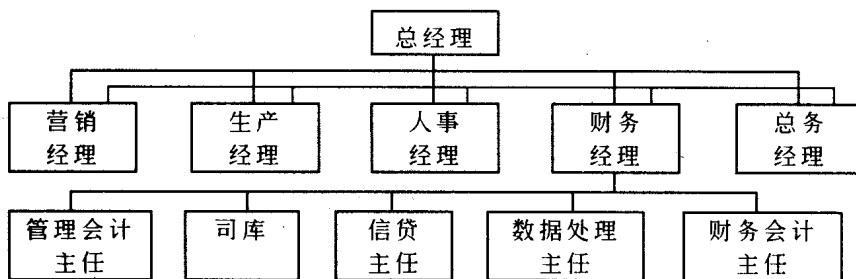 总经理
营销
经理
生产
经理
人事
经理
财务
经理
总务
经理
管理会计
主任
司库
信贷
主任
数据处理
主任
财务会计
主任